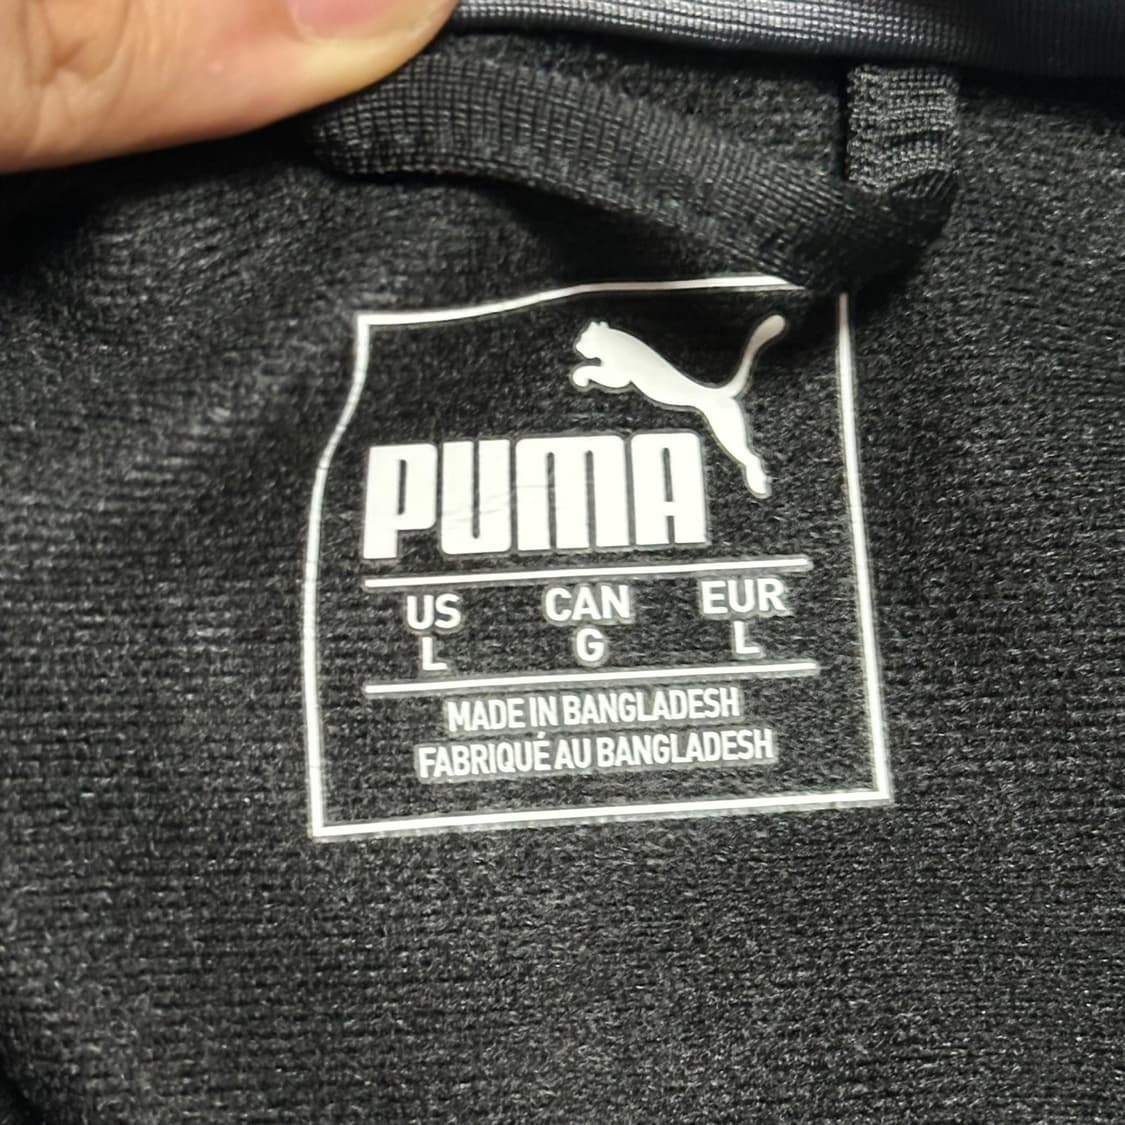 PUMA
US CAN EUR
L G L
MADE IN BANGLADESH
FABRIQUÉ AU BANGLADESH